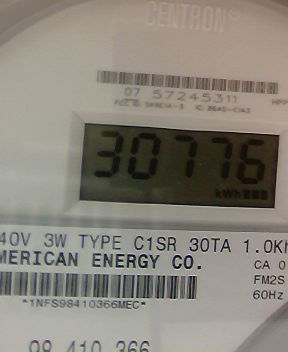 CENTRON®
07 57245311
30776
kWh
40V 3W TYPE C1SR 30TA 1.0Kh
MERICAN ENERGY CO.
CA 0
FM2S
*1NFS98410366MEC*
60Hz
98 410 366